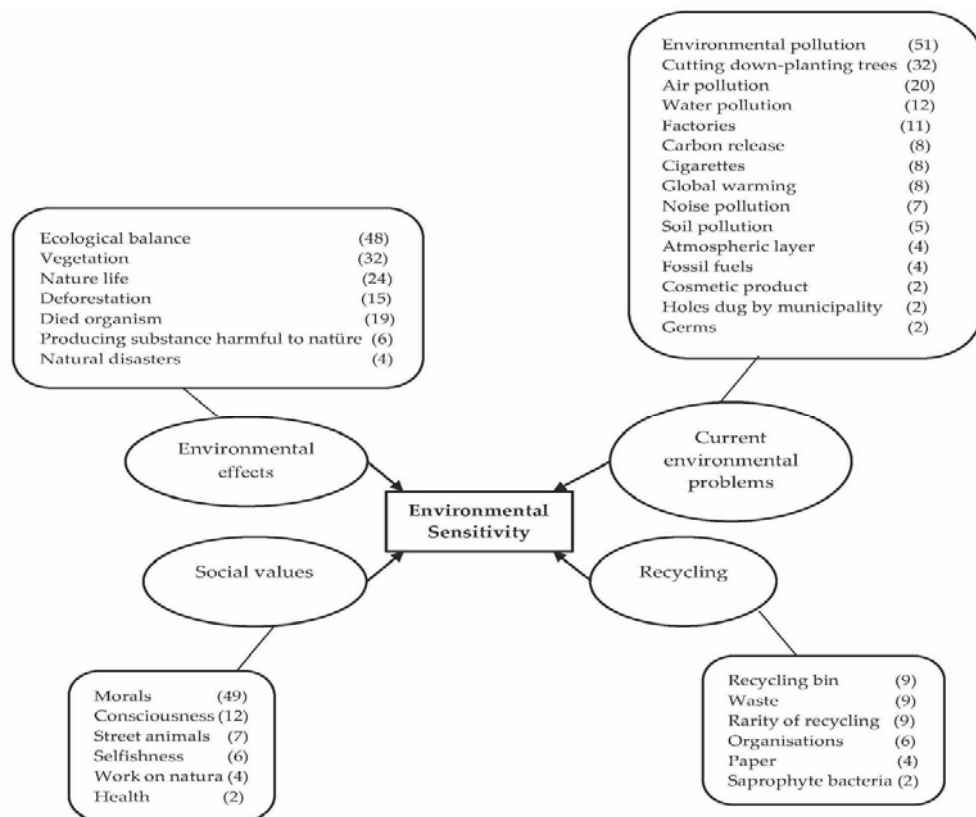 Environmental pollution (51)
Cutting down-planting trees (32)
Air pollution (20)
Water pollution (12)
Factories (11)
Carbon release (8)
Cigarettes (8)
Global warming (8)
Noise pollution (7)
Soil pollution (5)
Atmospheric layer (4)
Fossil fuels (4)
Cosmetic product (2)
Holes dug by municipality (2)
Germs (2)
Ecological balance (48)
Vegetation (32)
Nature life (24)
Deforestation (15)
Died organism (19)
Producing substance harmful to natüre (6)
Natural disasters (4)
Environmental
effects
Current
environmental
problems
Environmental
Sensitivity
Social values
Recycling
Morals (49)
Consciousness (12)
Street animals (7)
Selfishness (6)
Work on natura (4)
Health (2)
Recycling bin (9)
Waste (9)
Rarity of recycling (9)
Organisations (6)
Paper (4)
Saprophyte bacteria (2)